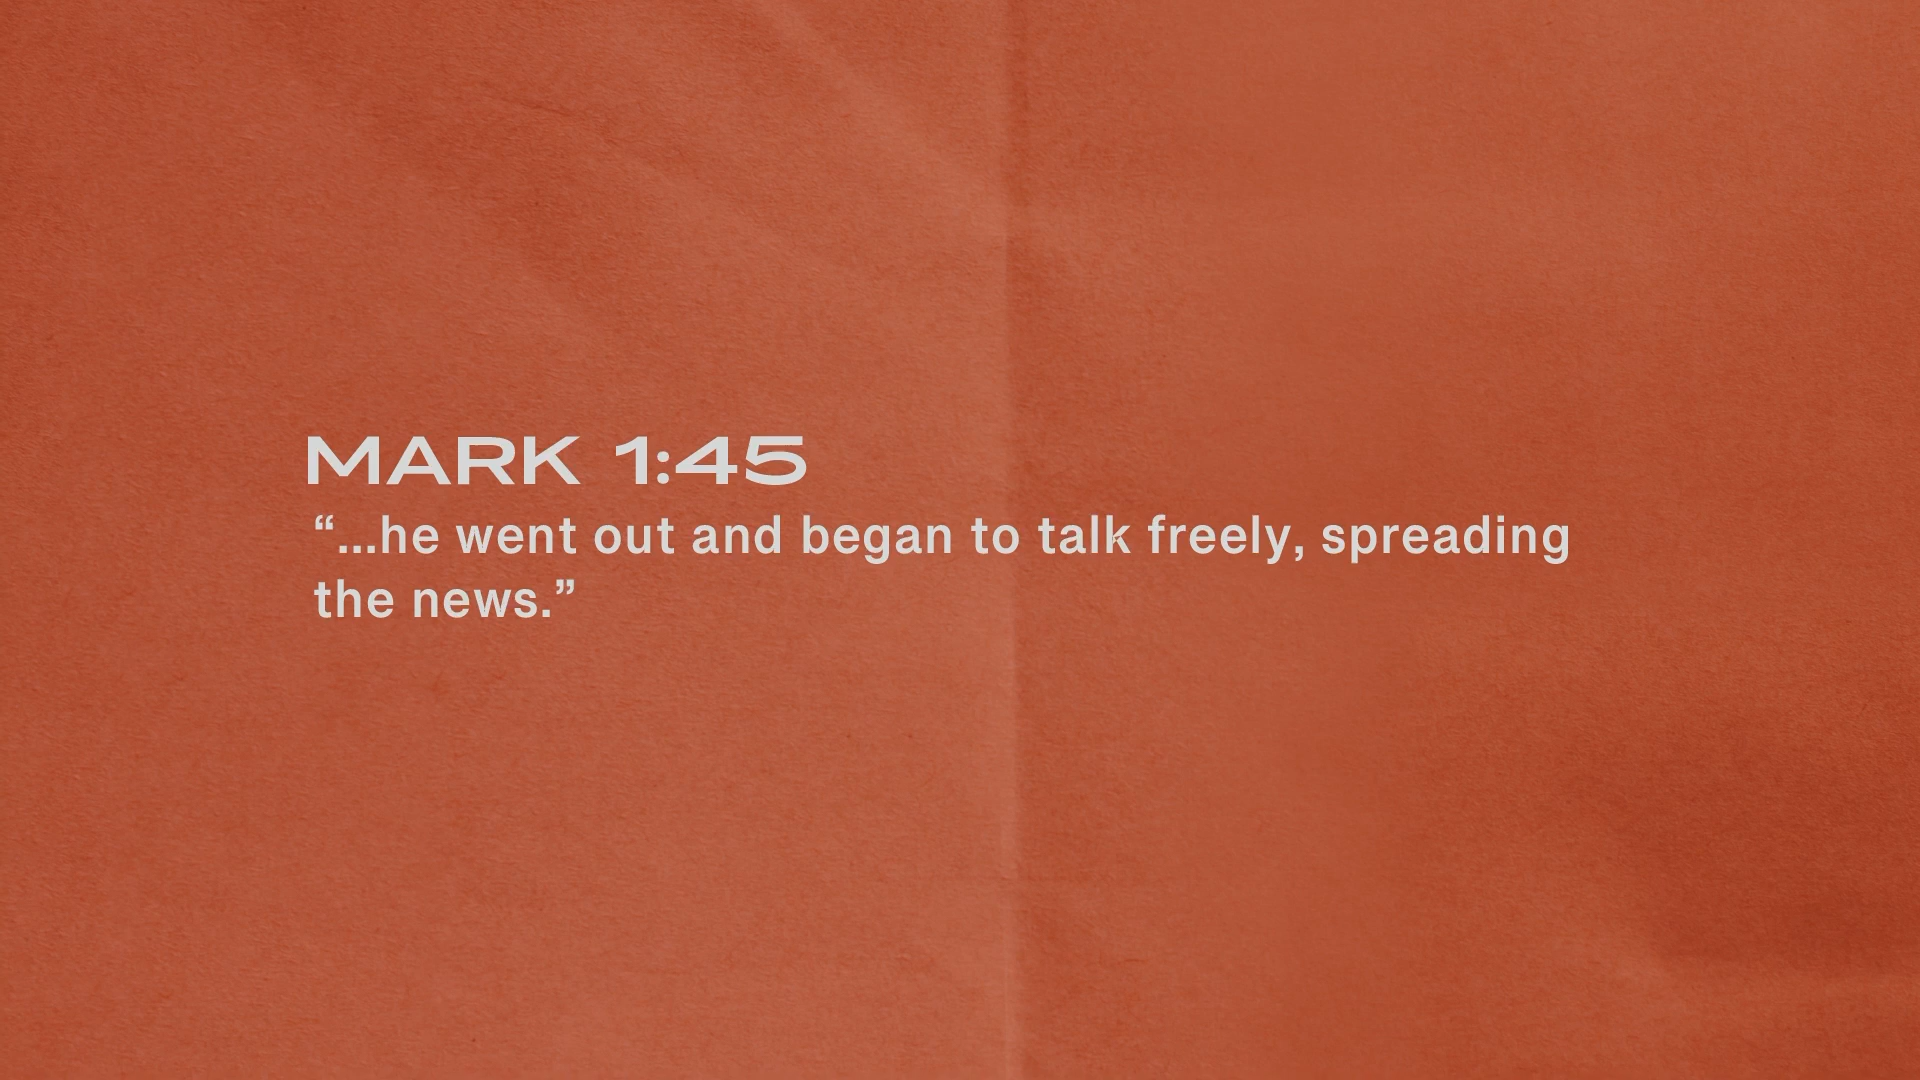 MARK 1:45
“...he went out and began to talk freely, spreading
the news.”